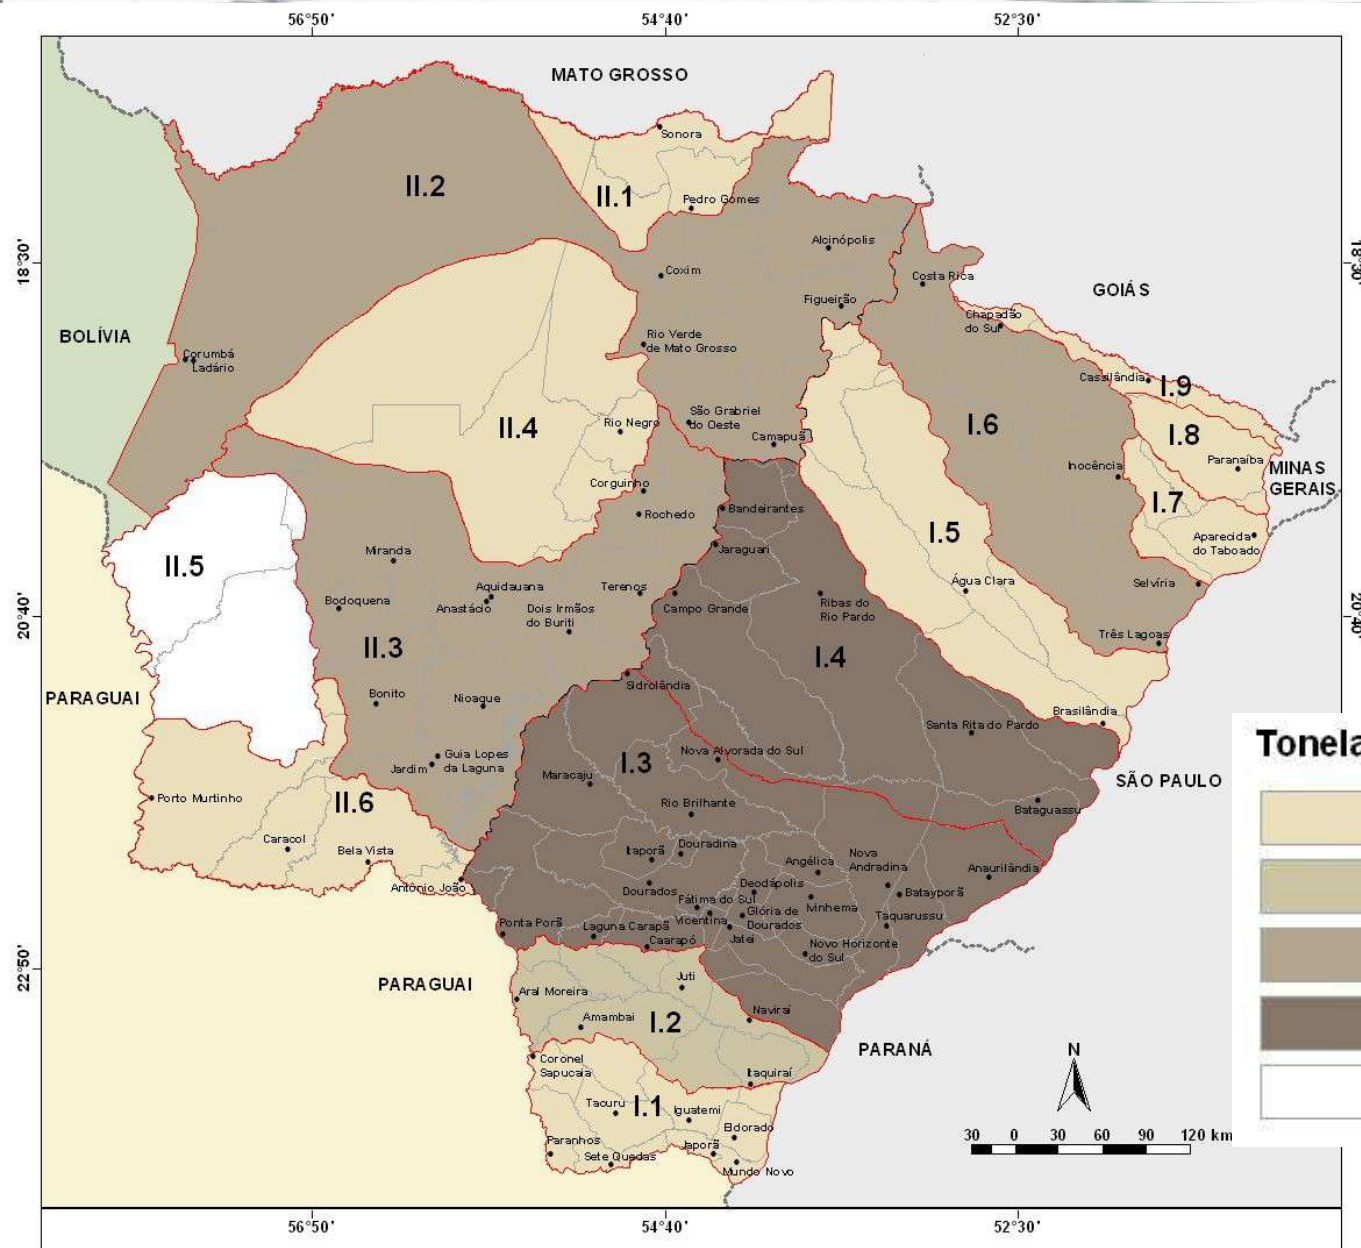 56°50'
54°40'
52°30'
MATO GROSSO
Sonora
II.2
II.1
Pedro Gomes
Alcinópolis
18°30'
18°30'
Coxim
Costa Rica
GOIÁS
Figueirão
Chapadão
do Sul
BOLÍVIA
Rio Verde
de Mato Grosso
Corumbá
Ladário
Cassilândia
I.9
São Grabriel
do Oeste
Rio Negro
II.4
I.6
I.8
Camapuã
Paranaíba
Inocência
MINAS
GERAIS
Corguinho
I.7
Rochedo
Bandeirantes
I.5
Aparecida
do Taboado
Jaraguari
Miranda
II.5
Água Clara
Selvíria
Aquidauana
Terenos
Bodoquena
Anastácio
Dois Irmãos
do Buriti
Campo Grande
Ribas do
Rio Pardo
20°40'
20°40'
Três Lagoas
II.3
I.4
PARAGUAI
Sidrolândia
Bonito
Nioaque
Brasilândia
Santa Rita do Pardo
Tonela
Nova Alvorada do Sul
Guia Lopes
da Laguna
Jardim
Maracaju
I.3
SÃO PAULO
Porto Murtinho
II.6
Rio Brilhante
Bataguassu
Caracol
Bela Vista
Itaporã
Douradina
Angélica
Nova
Andradina
Anaurilândia
Antônio João
Dourados
Deodápolis
Batayporã
Fátima do Sul
Ivinhema
Vicentina
Glória de
Dourados
Taquarussu
Ponta Porã
Laguna Carapã
Caarapó
Jateí
Novo Horizonte
do Sul
22°50'
PARAGUAI
Juti
Aral Moreira
Amambai
I.2
Naviraí
PARANÁ
N
Coronel
Sapucaia
Itaquiraí
Tacuru
I.1
Iguatemi
Eldorado
Paranhos
Japorã
Sete Quedas
Mundo Novo
30 0 30 60 90 120 km
56°50'
54°40'
52°30'